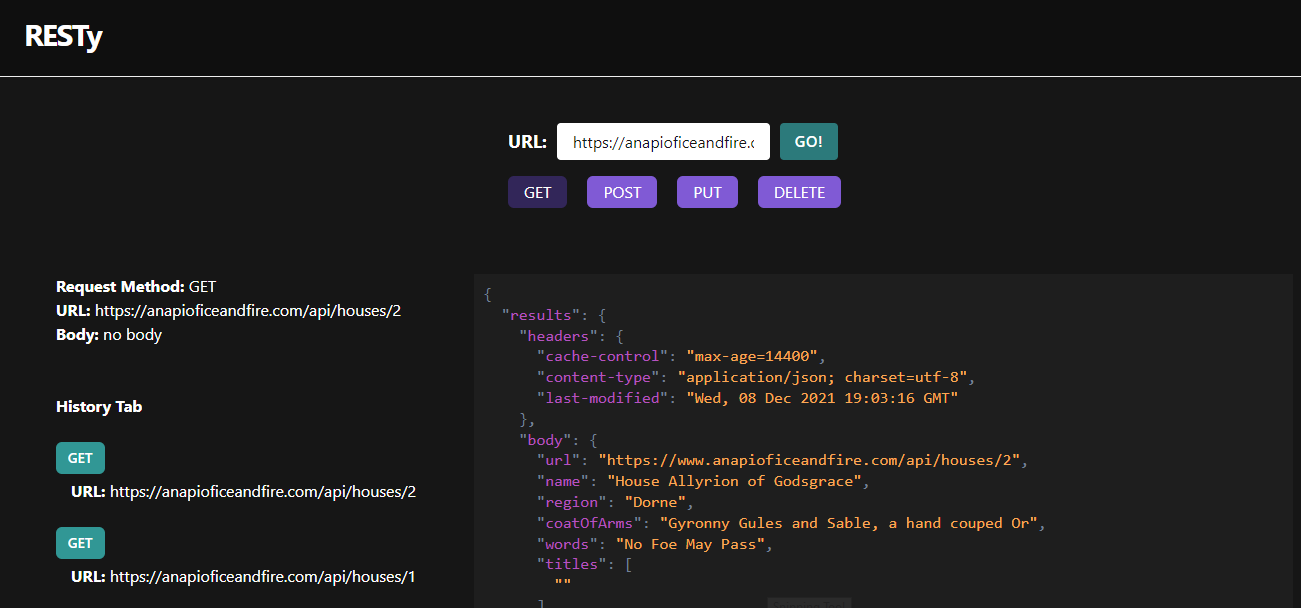 RESTy
URL: https://anapioficeandfire.c GO!
GET POST PUT DELETE
Request Method: GET
URL: https://anapioficeandfire.com/api/houses/2
Body: no body
History Tab
GET
URL: https://anapioficeandfire.com/api/houses/2
GET
URL: https://anapioficeandfire.com/api/houses/1
{
"results": {
"headers": {
"cache-control": "max-age=14400",
"content-type": "application/json; charset=utf-8",
"last-modified": "Wed, 08 Dec 2021 19:03:16 GMT"
},
"body": {
"url": "https://www.anapioficeandfire.com/api/houses/2",
"name": "House Allyrion of Godsgrace",
"region": "Dorne",
"coatOfArms": "Gyronny Gules and Sable, a hand couped Or",
"words": "No Foe May Pass",
"titles": [
""
]